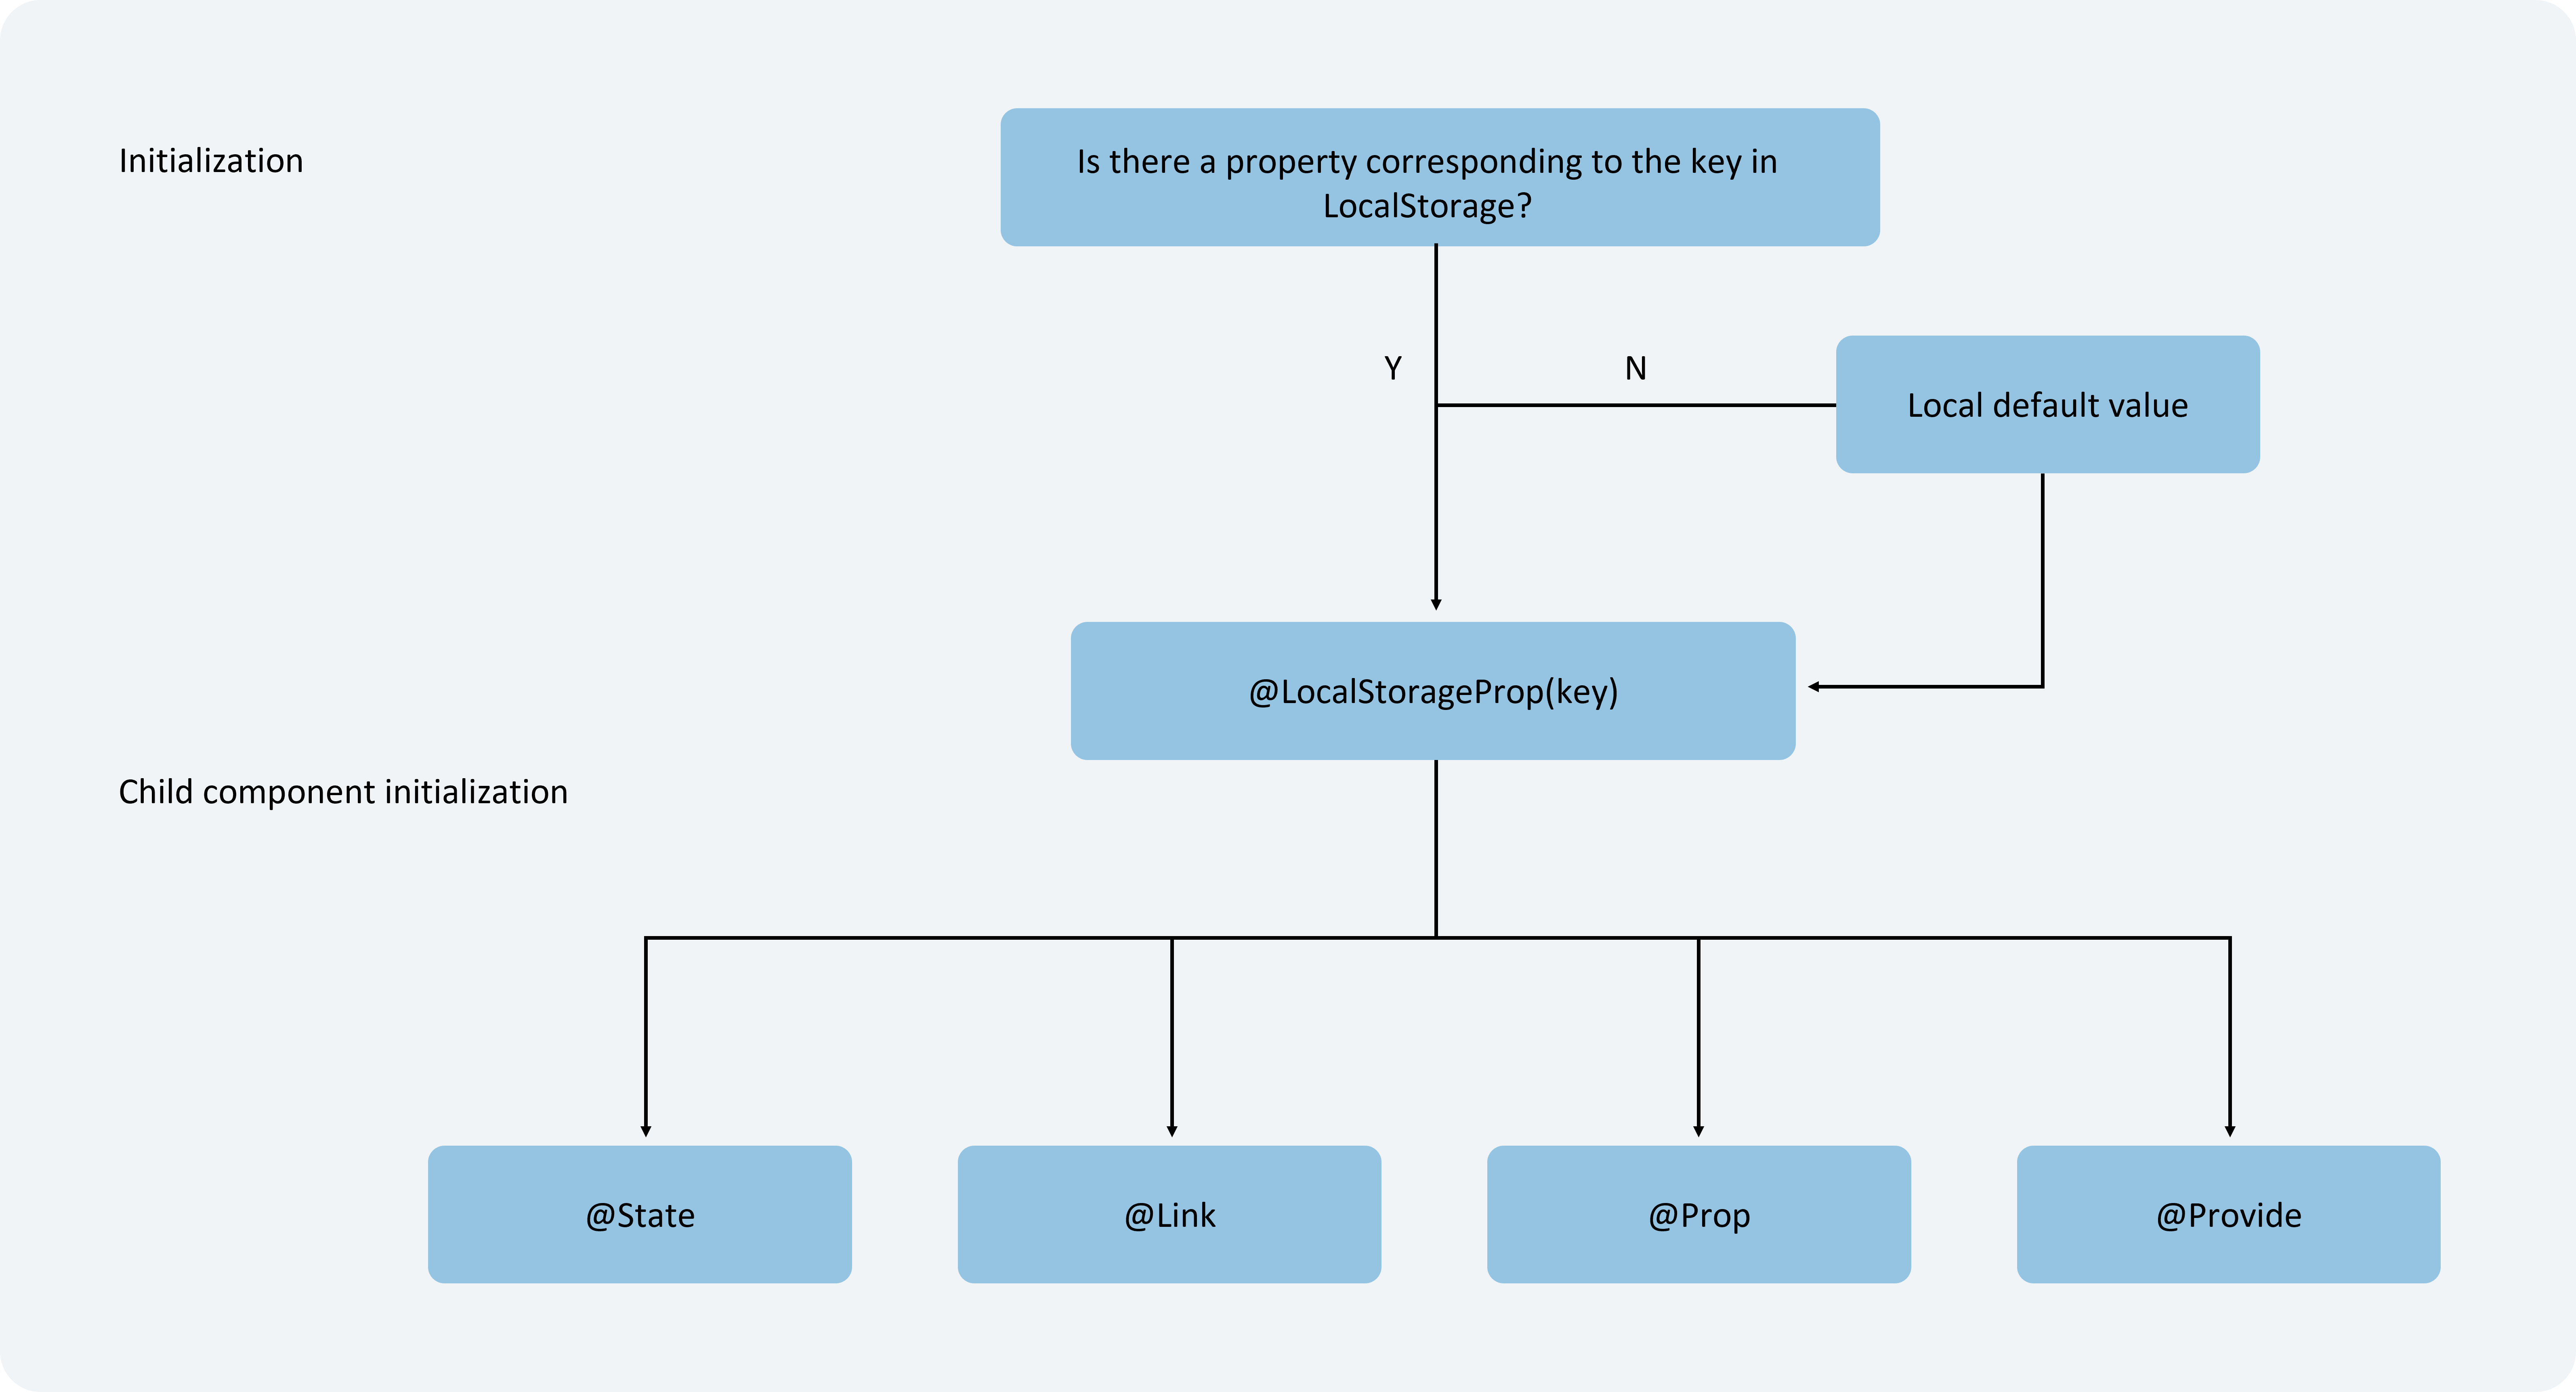 Initialization
Is there a property corresponding to the key in
LocalStorage?
Y
N
Local default value
@LocalStorageProp(key)
Child component initialization
@State
@Link
@Prop
@Provide